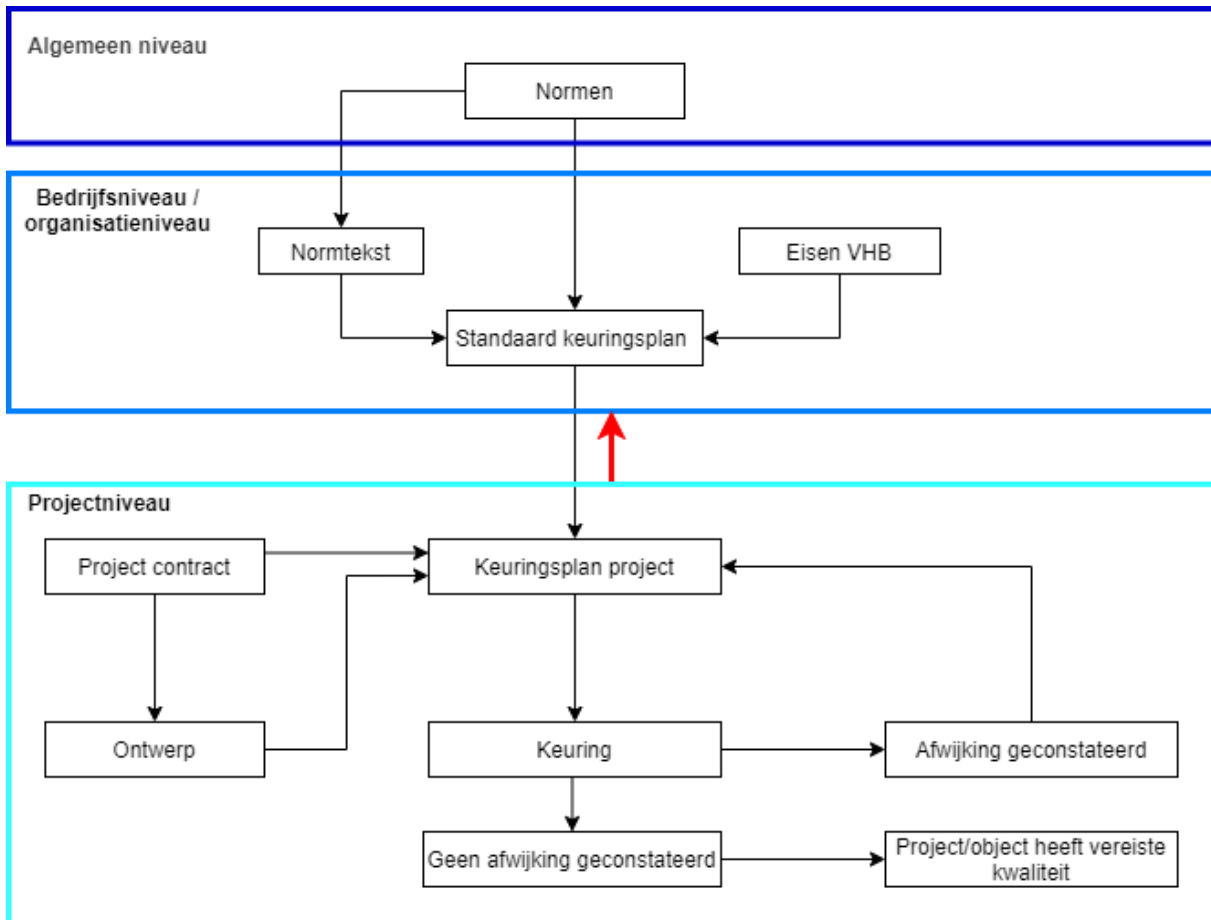 Algemeen niveau
Normen
Bedrijfsniveau /
organisatieniveau
Normtekst
Eisen VHB
Standaard keuringsplan
Projectniveau
Project contract
Keuringsplan project
Ontwerp
Keuring
Afwijking geconstateerd
Geen afwijking geconstateerd
Project/object heeft vereiste
kwaliteit